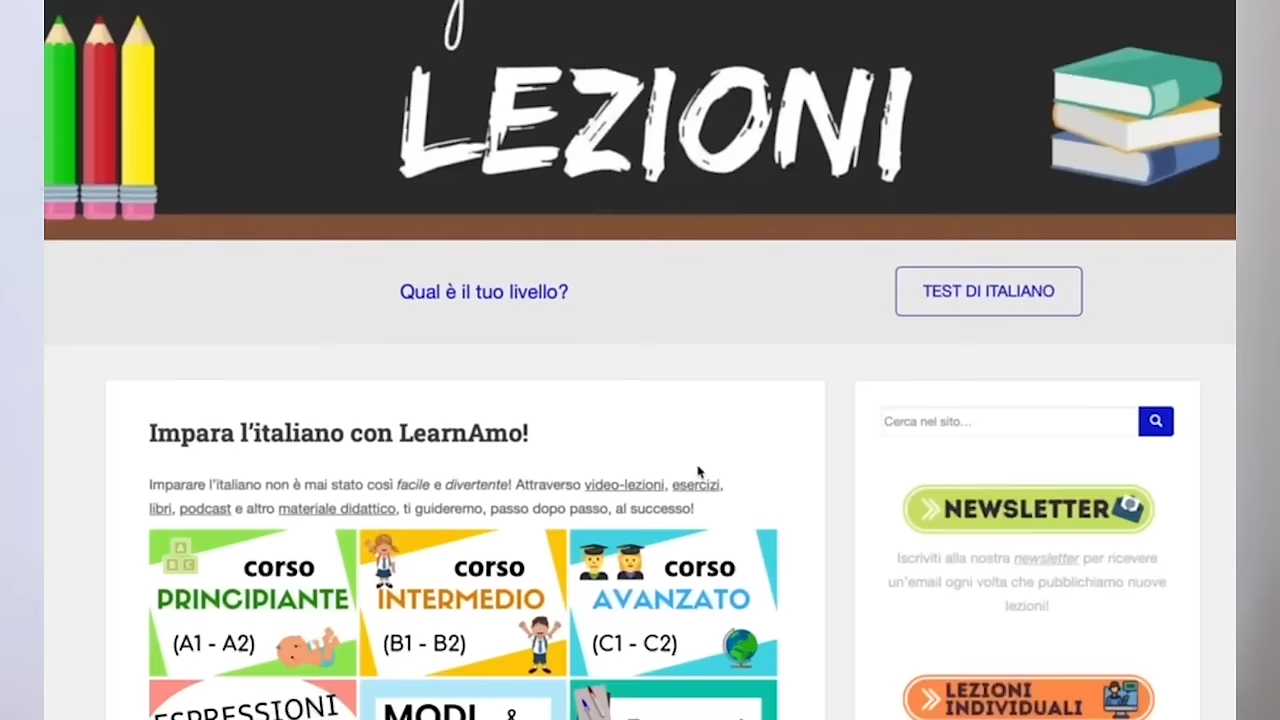 LEZIONI
Qual è il tuo livello?
TEST DI ITALIANO
Impara l'italiano con LearnAmo!
Imparare l'italiano non è mai stato così facile e divertente! Attraverso video-lezioni, esercizi,
libri, podcast e altro materiale didattico, ti guideremo, passo dopo passo, al successo!
corso
PRINCIPIANTE
(A1 - A2)
corso
INTERMEDIO
(B1 - B2)
corso
AVANZATO
(C1 - C2)
ESPRESSIONI
MODI &
Cerca nel sito...
NEWSLETTER
Iscriviti alla nostra newsletter per ricevere
un'email ogni volta che pubblichiamo nuove
lezioni!
LEZIONI
INDIVIDUALI